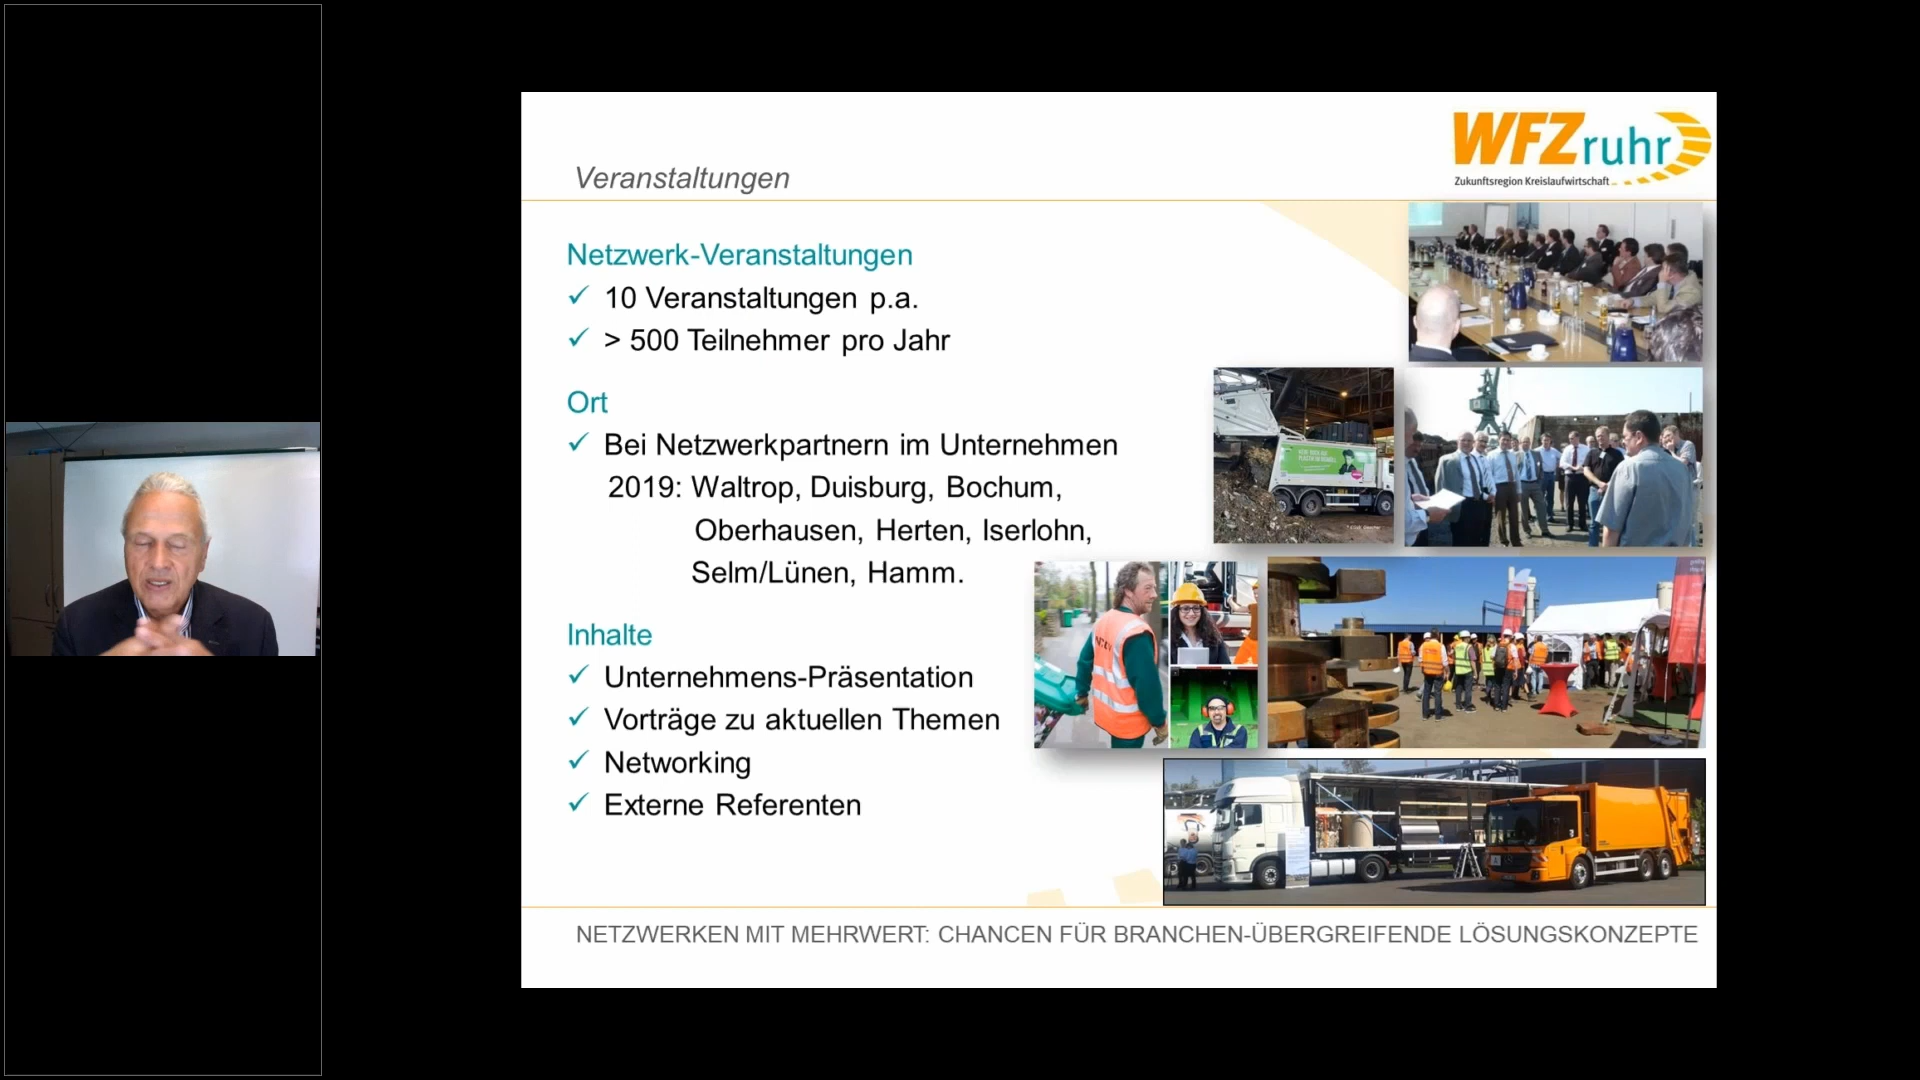 WFZruhr
Zukunftsregion Kreislaufwirtschaft
Veranstaltungen
Netzwerk-Veranstaltungen
✓ 10 Veranstaltungen p.a.
✓ > 500 Teilnehmer pro Jahr
Ort
✓ Bei Netzwerkpartnern im Unternehmen
2019: Waltrop, Duisburg, Bochum,
Oberhausen, Herten, Iserlohn,
Selm/Lünen, Hamm.
Inhalte
✓ Unternehmens-Präsentation
✓ Vorträge zu aktuellen Themen
✓ Networking
✓ Externe Referenten
NETZWERKEN MIT MEHRWERT: CHANCEN FÜR BRANCHEN-ÜBERGREIFENDE LÖSUNGSKONZEPTE